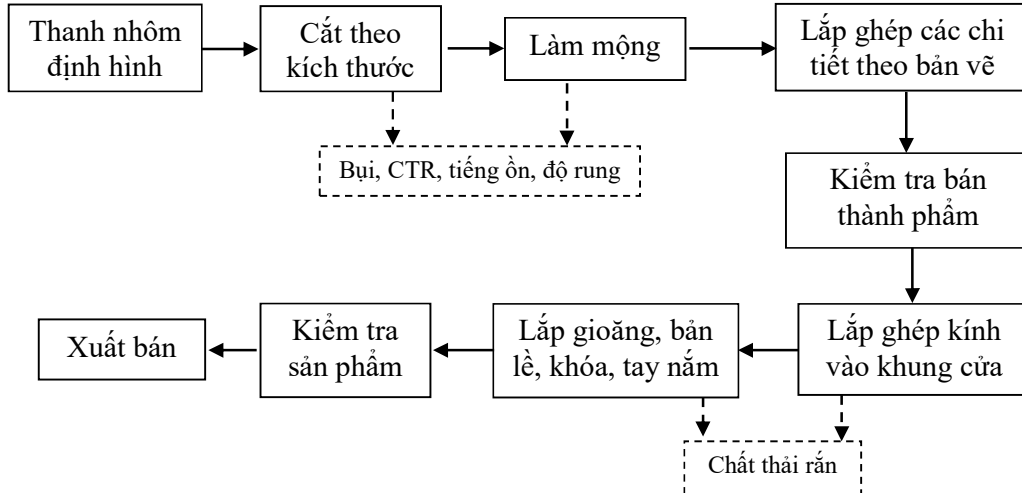 Thanh nhôm
định hình
Cắt theo
kích thước
Làm mộng
Lắp ghép các chi
tiết theo bản vẽ
Bụi, CTR, tiếng ồn, độ rung
Kiểm tra bán
thành phẩm
Lắp ghép kính
vào khung cửa
Lắp gioăng, bản
lề, khóa, tay nắm
Kiểm tra
sản phẩm
Xuất bán
Chất thải rắn